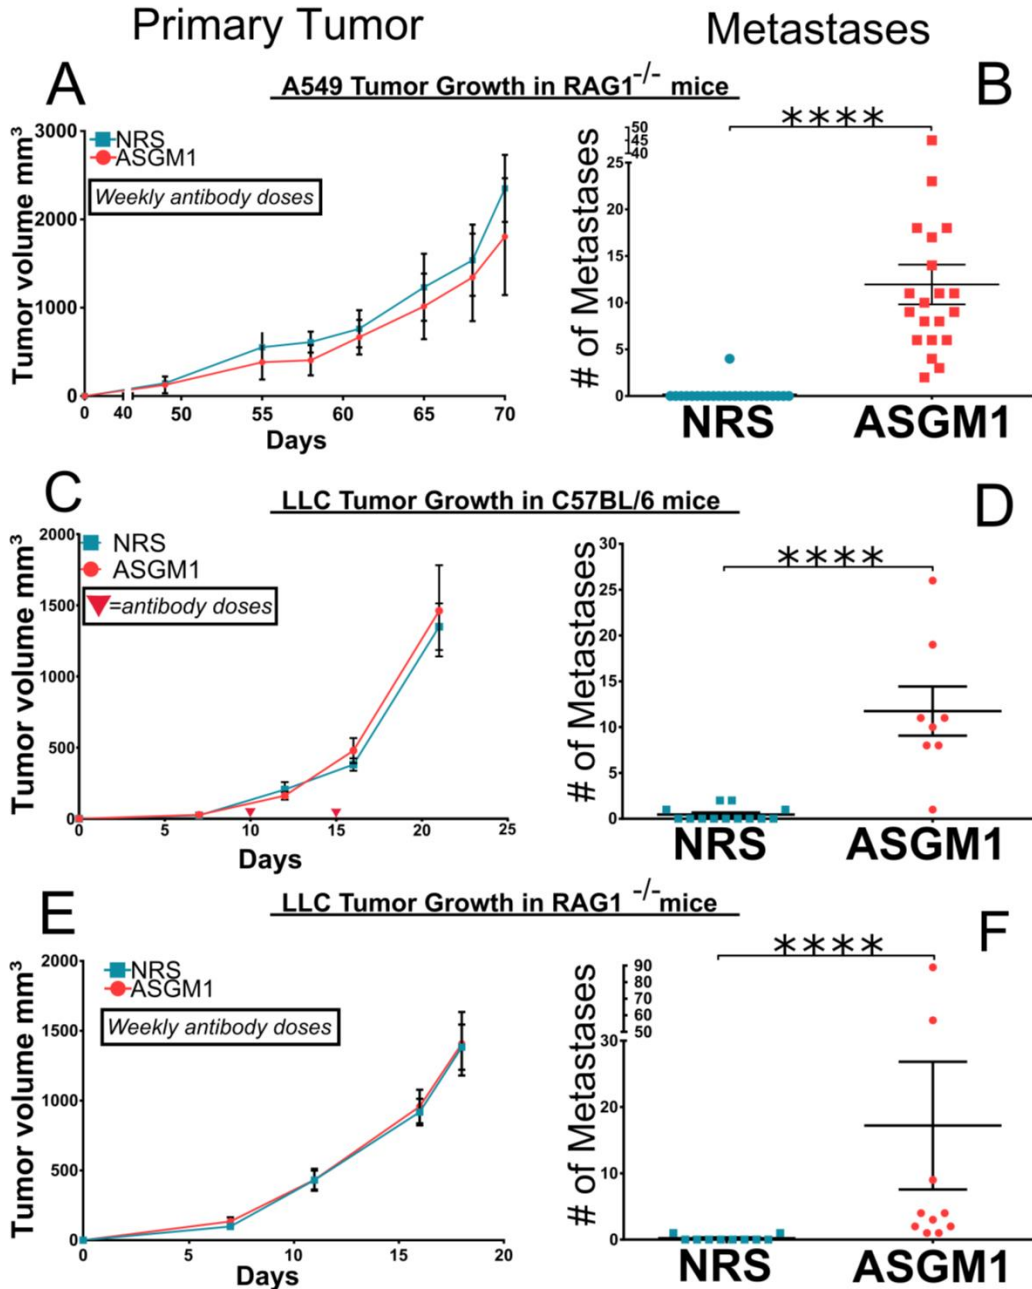 Primary Tumor
Metastases
A
A549 Tumor Growth in RAG1-/- mice
B
Tumor volume mm3
3000
2000
1000
0
NRS
ASGM1
Weekly antibody doses
0 40 50 55 60 65 70
Days
# of Metastases
50
45
40
25
20
15
10
5
0
****
NRS ASGM1
C
LLC Tumor Growth in C57BL/6 mice
D
Tumor volume mm3
2000
1500
1000
500
0
NRS
ASGM1
=antibody doses
0 5 10 15 20 25
Days
# of Metastases
30
25
20
15
10
5
0
****
NRS ASGM1
E
LLC Tumor Growth in RAG1 -/-mice
F
Tumor volume mm3
2000
1500
1000
500
0
NRS
ASGM1
Weekly antibody doses
0 5 10 15 20
Days
# of Metastases
90
80
70
60
50
30
20
10
0
****
NRS ASGM1